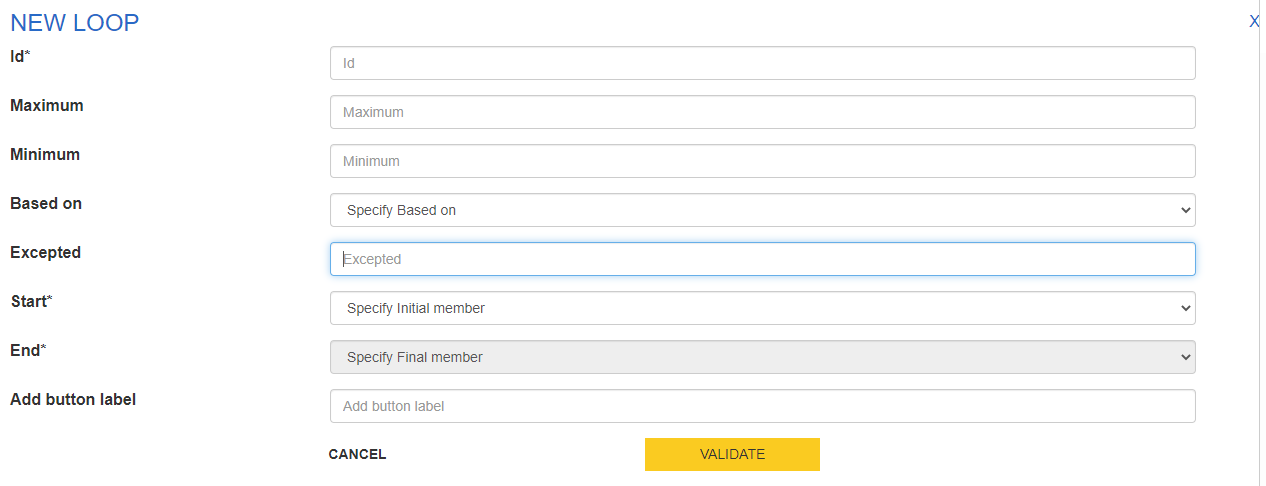 NEW LOOP X
Id* Id
Maximum Maximum
Minimum Minimum
Based on Specify Based on
Excepted Excepted
Start* Specify Initial member
End* Specify Final member
Add button label Add button label
CANCEL VALIDATE